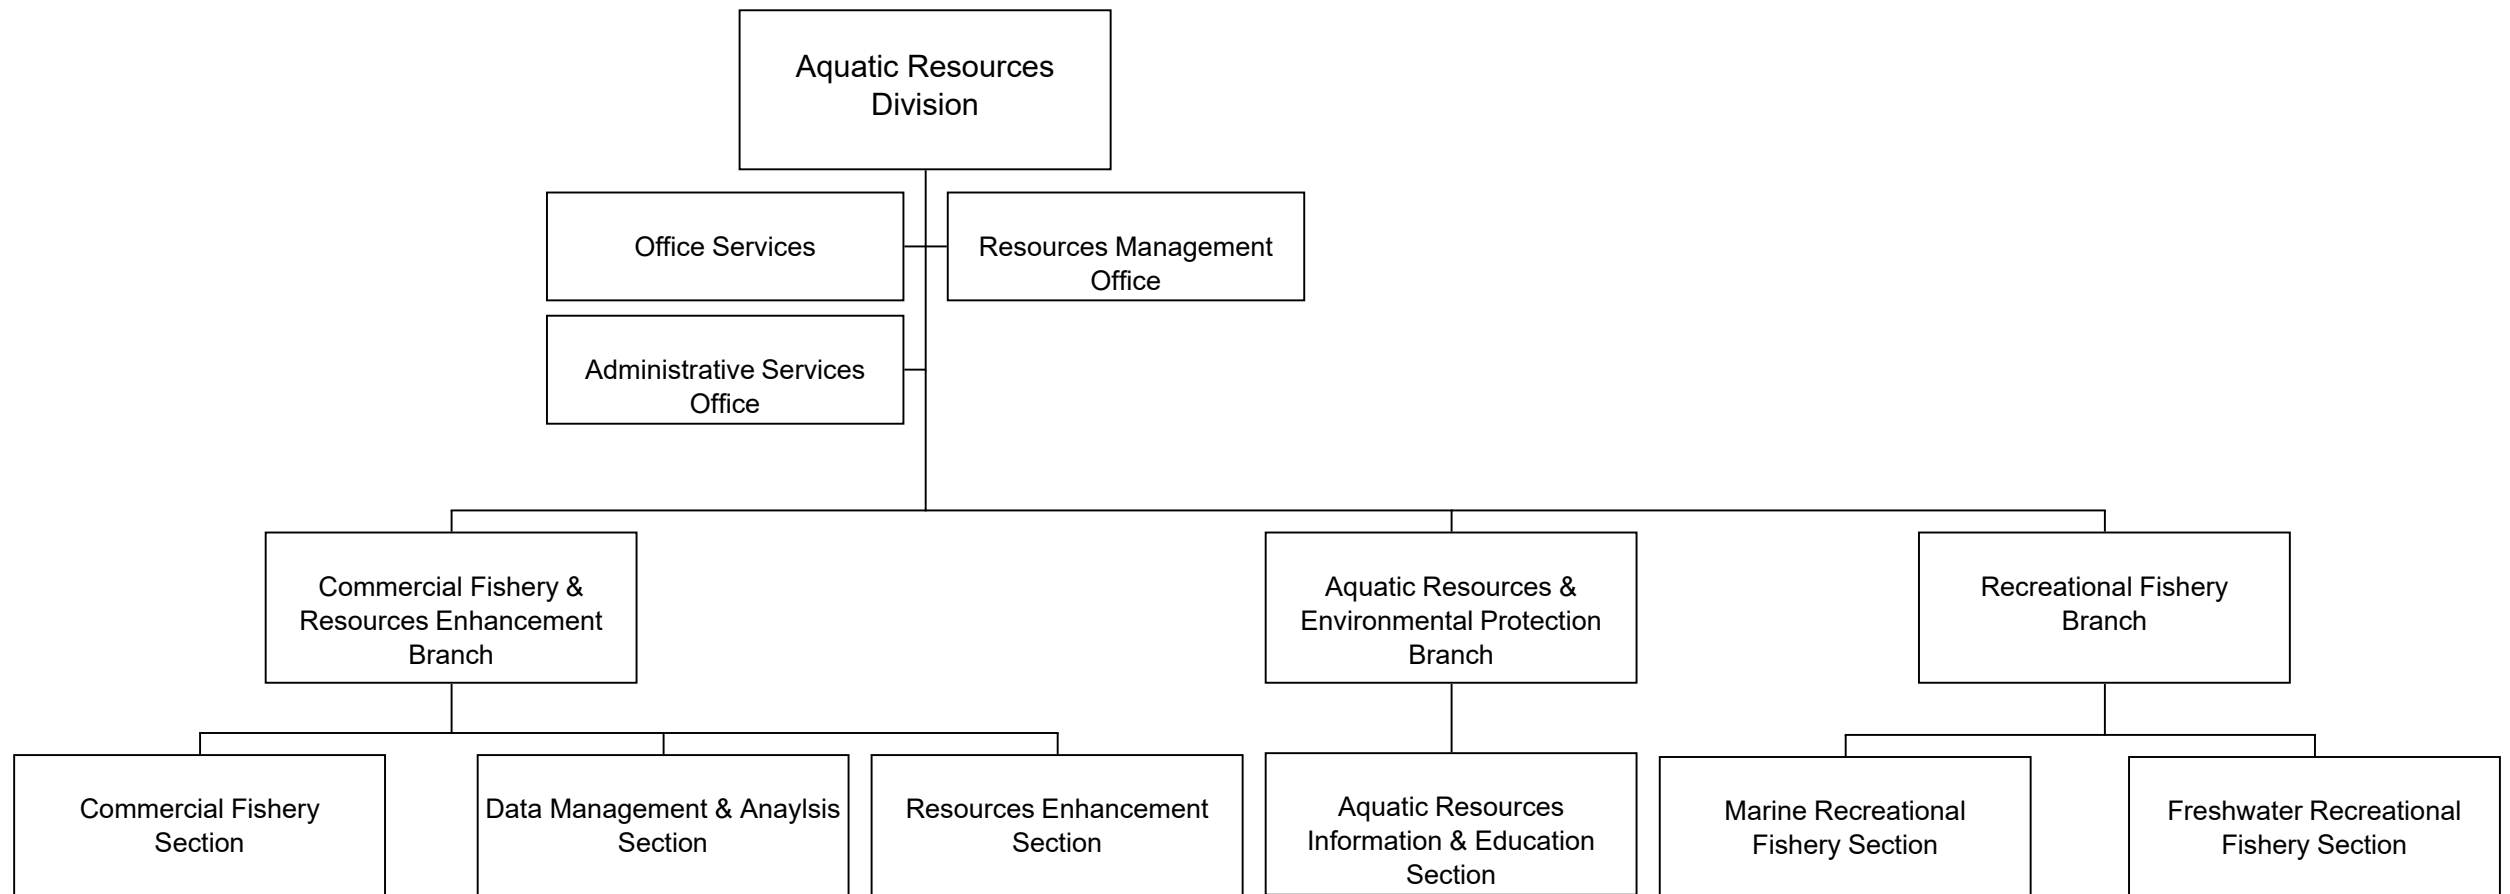 Aquatic Resources
Division
Office Services
Resources Management
Office
Administrative Services
Office
Commercial Fishery &
Resources Enhancement
Branch
Aquatic Resources &
Environmental Protection
Branch
Recreational Fishery
Branch
Commercial Fishery
Section
Data Management & Anaylsis
Section
Resources Enhancement
Section
Aquatic Resources
Information & Education
Section
Marine Recreational
Fishery Section
Freshwater Recreational
Fishery Section